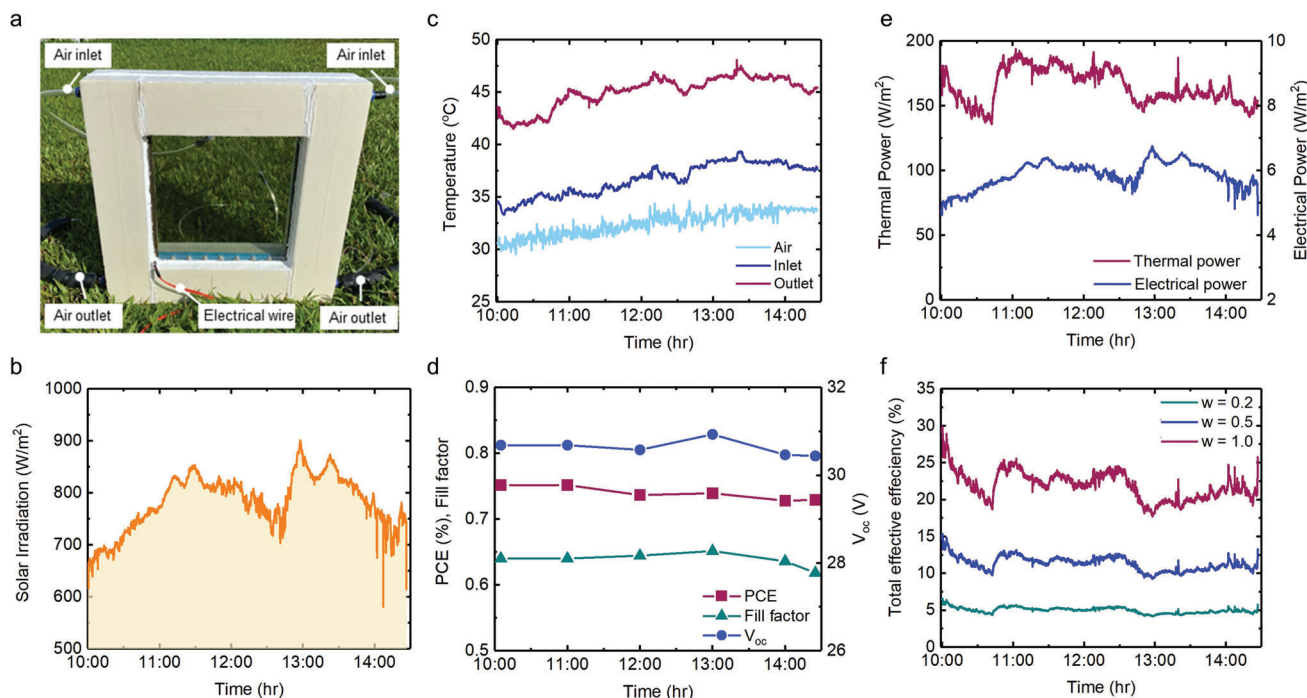 a
Air inlet
Air inlet
Air outlet
Electrical wire
Air outlet
b
1000
900
800
700
600
500
Solar Irradiation (W/m²)
10:00 11:00 12:00 13:00 14:00
Time (hr)
c
50
45
40
35
30
25
Temperature (°C)
Air
Inlet
Outlet
10:00 11:00 12:00 13:00 14:00
Time (hr)
d
0.9
0.8
0.7
0.6
0.5
PCE (%), Fill factor
32
30
28
26
Voc (V)
PCE
Fill factor
Voc
10:00 11:00 12:00 13:00 14:00
Time (hr)
e
200
150
100
50
0
Thermal Power (W/m²)
10
8
6
4
2
Electrical Power (W/m²)
Thermal power
Electrical power
10:00 11:00 12:00 13:00 14:00
Time (hr)
f
35
30
25
20
15
10
5
0
Total effective effeciency (%)
w = 0.2
w = 0.5
w = 1.0
10:00 11:00 12:00 13:00 14:00
Time (hr)